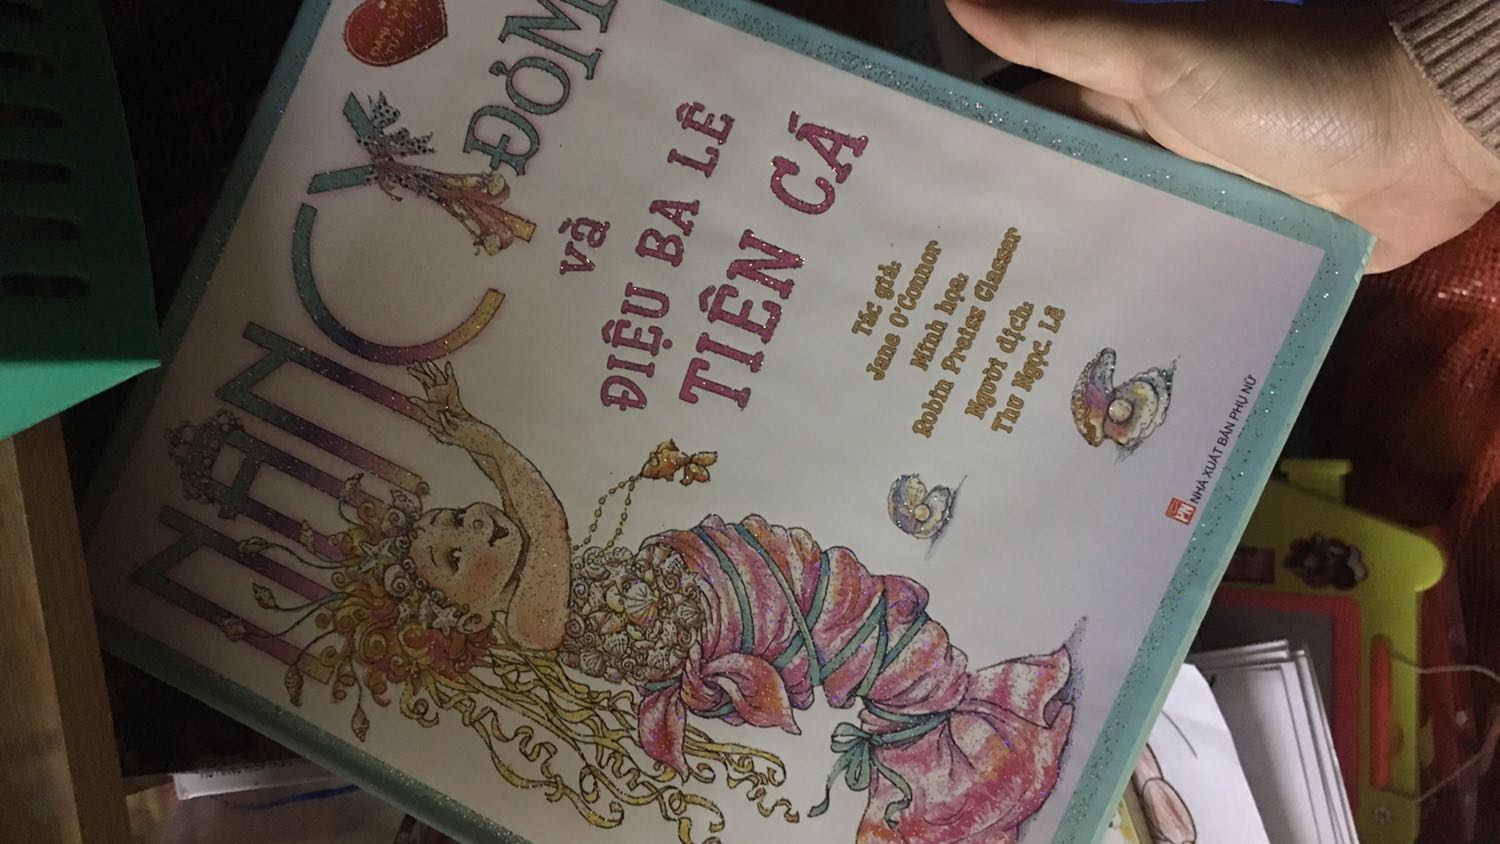 NANCY ĐỎM
và
ĐIỆU BA LÊ
TIÊN CÁ
Tác giả:
Jane O'Connor
Minh họa:
Robin Preiss Glasser
Người dịch:
Thu Ngọc. Lê
PN NHÀ XUẤT BẢN PHỤ NỮ